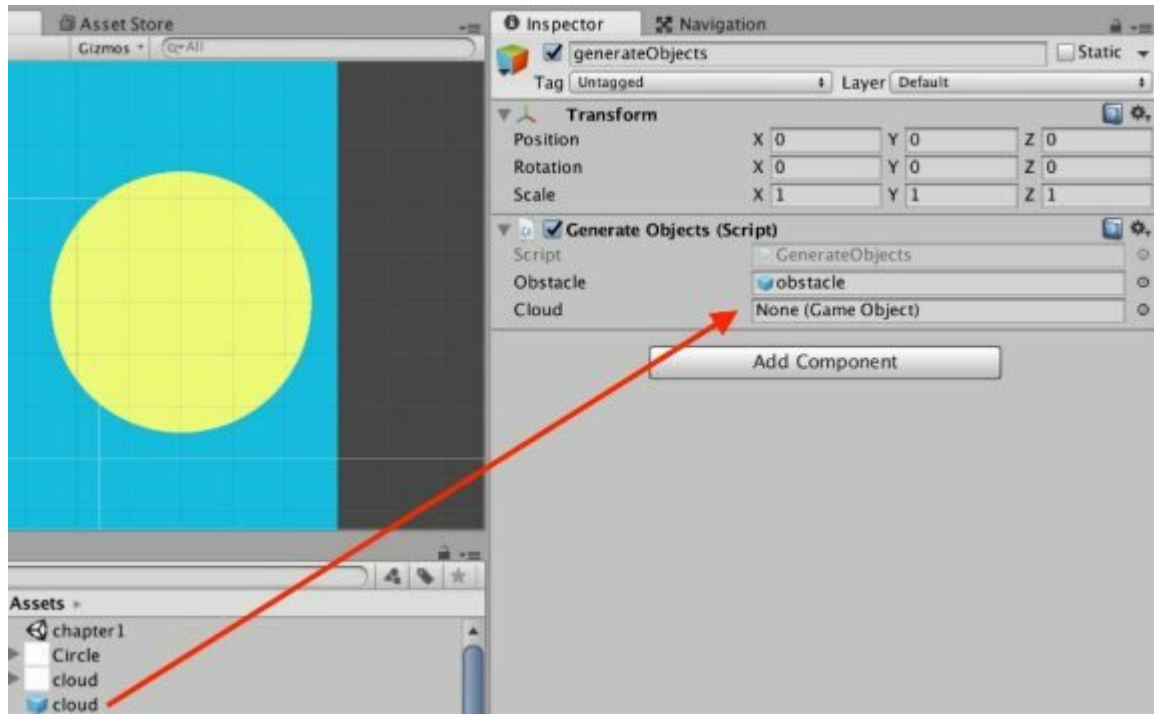 Asset Store
Gizmos All
Inspector Navigation
generateObjects Static
Tag Untagged Layer Default
Transform
Position X 0 Y 0 Z 0
Rotation X 0 Y 0 Z 0
Scale X 1 Y 1 Z 1
Generate Objects (Script)
Script GenerateObjects
Obstacle obstacle
Cloud None (Game Object)
Add Component
Assets
chapter1
Circle
cloud
cloud